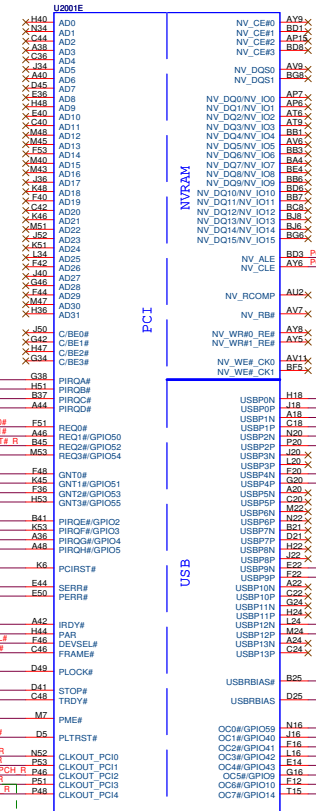 U2001E
H40 AD0
N34 AD1
C44 AD2
A38 AD3
C36 AD4
J34 AD5
A40 AD6
D45 AD7
E36 AD8
H48 AD9
E40 AD10
C40 AD11
M48 AD12
M45 AD13
F53 AD14
M40 AD15
M43 AD16
J36 AD17
K48 AD18
F40 AD19
C42 AD20
K46 AD21
M51 AD22
J52 AD23
K51 AD24
L34 AD25
F42 AD26
J40 AD27
G46 AD28
F44 AD29
M47 AD30
H36 AD31
J50 C/BE0#
G42 C/BE1#
H47 C/BE2#
G34 C/BE3#
G38 PIRQA#
H51 PIRQB#
B37 PIRQC#
A44 PIRQD#
F51 REQ0#
A46 REQ1#/GPIO50
B45 REQ2#/GPIO52
M53 REQ3#/GPIO54
F48 GNT0#
K45 GNT1#/GPIO51
F36 GNT2#/GPIO53
H53 GNT3#/GPIO55
B41 PIRQE#/GPIO2
K53 PIRQF#/GPIO3
A36 PIRQG#/GPIO4
A48 PIRQH#/GPIO5
K6 PCIRST#
E44 SERR#
E50 PERR#
A42 IRDY#
H44 PAR
F46 DEVSEL#
C46 FRAME#
D49 PLOCK#
D41 STOP#
C48 TRDY#
M7 PME#
D5 PLTRST#
N52 CLKOUT_PCI0
P53 CLKOUT_PCI1
P46 CLKOUT_PCI2
P51 CLKOUT_PCI3
P48 CLKOUT_PCI4
PCI
NVRAM
USB
NV_CE#0 AY9
NV_CE#1 BD1
NV_CE#2 AP15
NV_CE#3 BD8
NV_DQS0 AV9
NV_DQS1 BG8
NV_DQ0/NV_IO0 AP7
NV_DQ1/NV_IO1 AP6
NV_DQ2/NV_IO2 AT6
NV_DQ3/NV_IO3 AT9
NV_DQ4/NV_IO4 BB1
NV_DQ5/NV_IO5 AV6
NV_DQ6/NV_IO6 BB3
NV_DQ7/NV_IO7 BA4
NV_DQ8/NV_IO8 BE4
NV_DQ9/NV_IO9 BB6
NV_DQ10/NV_IO10 BD6
NV_DQ11/NV_IO11 BB7
NV_DQ12/NV_IO12 BC8
NV_DQ13/NV_IO13 BJ8
NV_DQ14/NV_IO14 BJ6
NV_DQ15/NV_IO15 BG6
NV_ALE BD3
NV_CLE AY6
NV_RCOMP AU2
NV_RB# AV7
NV_WR#0_RE# AY8
NV_WR#1_RE# AY5
NV_WE#_CK0 AV11
NV_WE#_CK1 BF5
USBP0N H18
USBP0P J18
USBP1N A18
USBP1P C18
USBP2N N20
USBP2P P20
USBP3N J20
USBP3P L20
USBP4N F20
USBP4P G20
USBP5N A20
USBP5P C20
USBP6N M22
USBP6P N22
USBP7N B21
USBP7P D21
USBP8N H22
USBP8P J22
USBP9N E22
USBP9P F22
USBP10N A22
USBP10P C22
USBP11N G24
USBP11P H24
USBP12N L24
USBP12P M24
USBP13N A24
USBP13P C24
USBRBIAS# B25
USBRBIAS D25
OC0#/GPIO59 N16
OC1#/GPIO40 J16
OC2#/GPIO41 F16
OC3#/GPIO42 L16
OC4#/GPIO43 E14
OC5#/GPIO9 G16
OC6#/GPIO10 F12
OC7#/GPIO14 T15